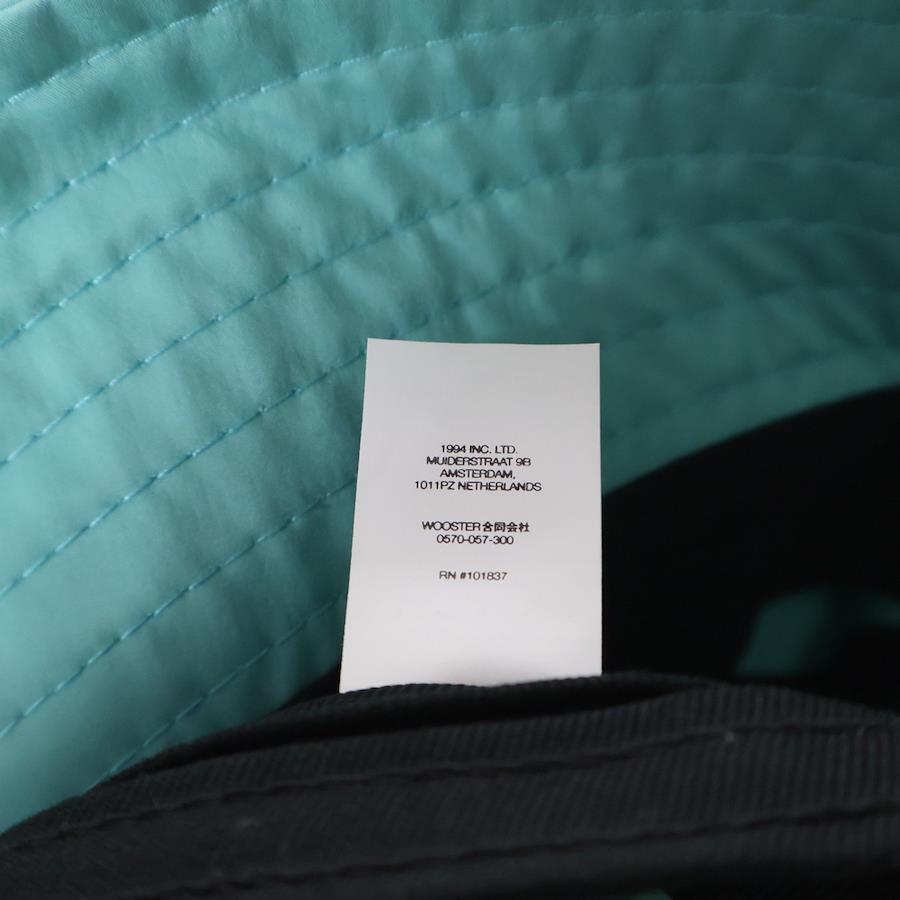 1994 INC. LTD.
MUIDERSTRAAT 9B
AMSTERDAM,
1011PZ NETHERLANDS
WOOSTER合同会社
0570-057-300
RN #101837